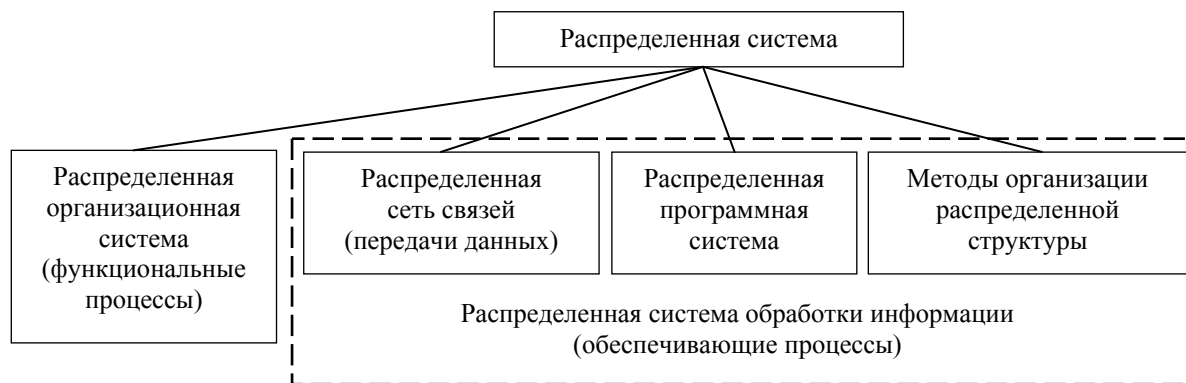 Распределенная система
Распределенная
организационная
система
(функциональные
процессы)
Распределенная
сеть связей
(передачи данных)
Распределенная
программная
система
Методы организации
распределенной
структуры
Распределенная система обработки информации
(обеспечивающие процессы)